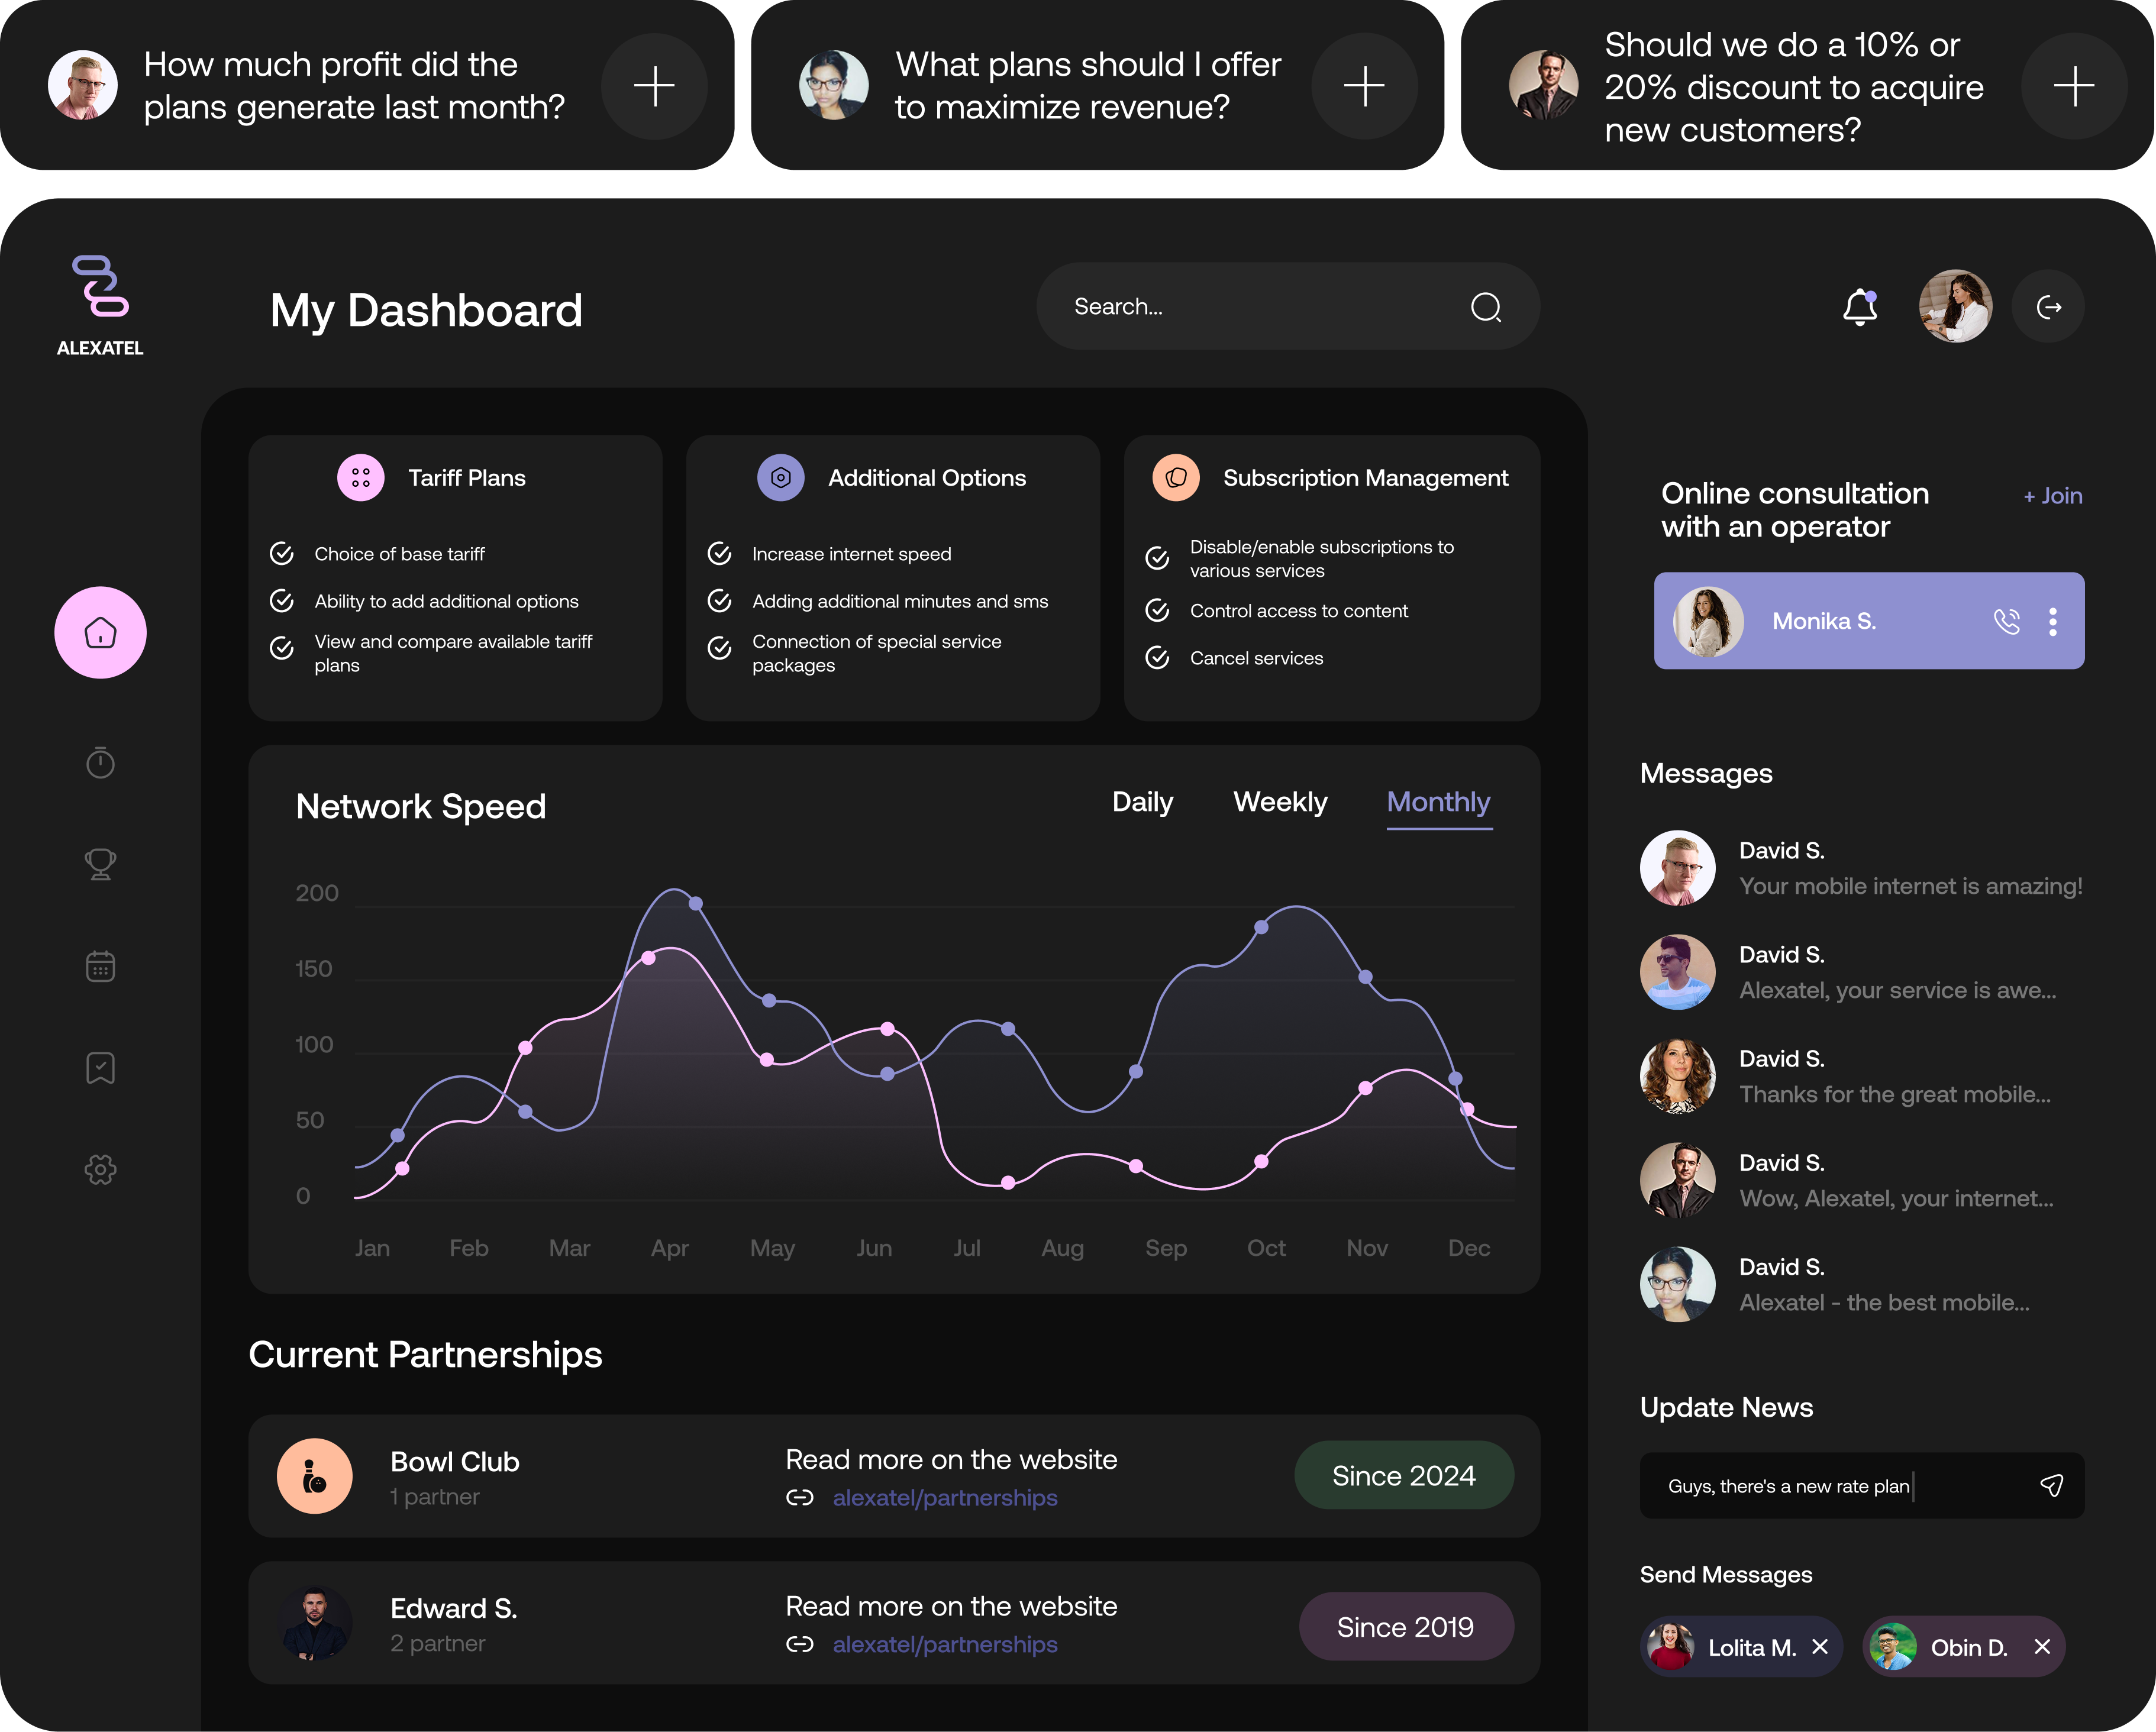 How much profit did the
plans generate last month?
What plans should I offer
to maximize revenue?
Should we do a 10% or
20% discount to acquire
new customers?
ALEXATEL
My Dashboard
Search...
Tariff Plans
Choice of base tariff
Ability to add additional options
View and compare available tariff
plans
Additional Options
Increase internet speed
Adding additional minutes and sms
Connection of special service
packages
Subscription Management
Disable/enable subscriptions to
various services
Control access to content
Cancel services
Network Speed
Daily
Weekly
Monthly
200
150
100
50
0
Jan
Feb
Mar
Apr
May
Jun
Jul
Aug
Sep
Oct
Nov
Dec
Current Partnerships
Bowl Club
1 partner
Read more on the website
alexatel/partnerships
Since 2024
Edward S.
2 partner
Read more on the website
alexatel/partnerships
Since 2019
Online consultation
with an operator
+ Join
Monika S.
Messages
David S.
Your mobile internet is amazing!
David S.
Alexatel, your service is awe...
David S.
Thanks for the great mobile...
David S.
Wow, Alexatel, your internet...
David S.
Alexatel - the best mobile...
Update News
Guys, there's a new rate plan
Send Messages
Lolita M.
Obin D.